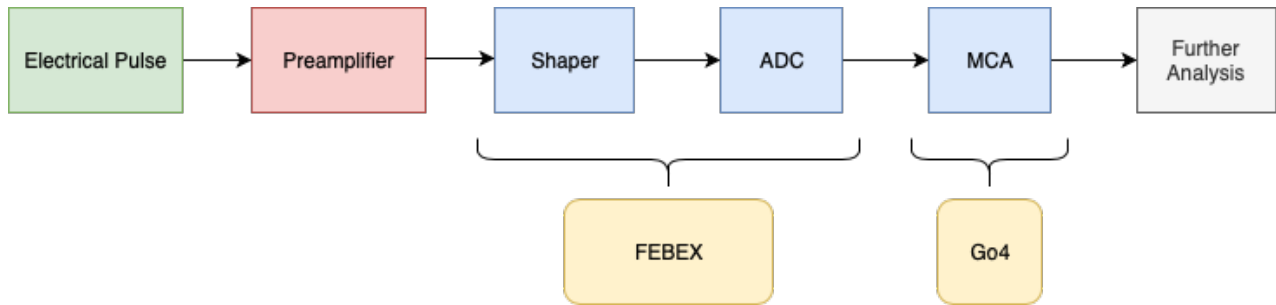 Electrical Pulse
Preamplifier
Shaper
ADC
MCA
Further
Analysis
FEBEX
Go4